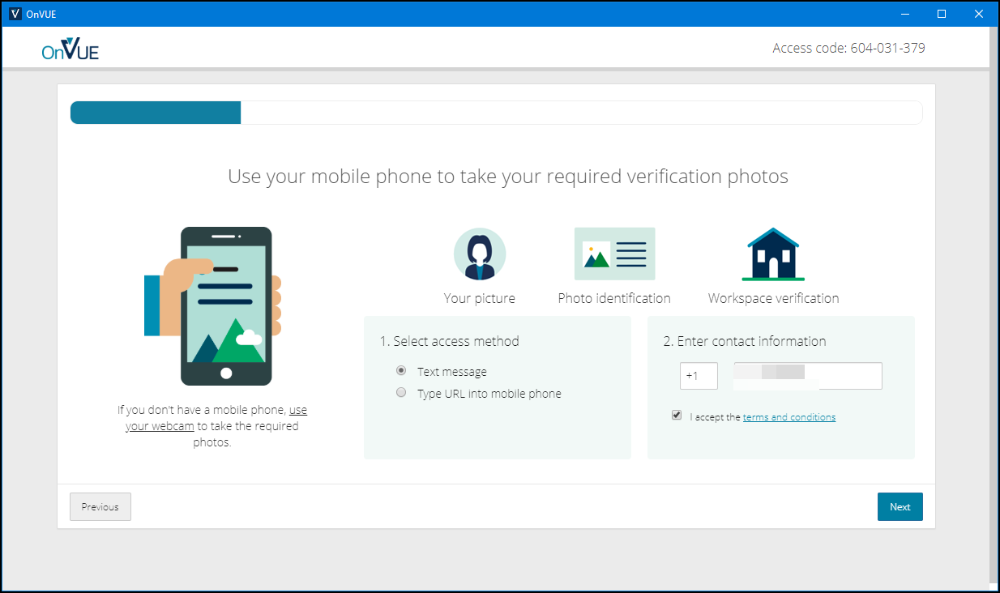 OnVUE
OnVUE
Access code: 604-031-379
Use your mobile phone to take your required verification photos
Your picture
Photo identification
Workspace verification
If you don't have a mobile phone, use
your webcam to take the required
photos.
1. Select access method
Text message
Type URL into mobile phone
2. Enter contact information
+1
I accept the terms and conditions
Previous
Next